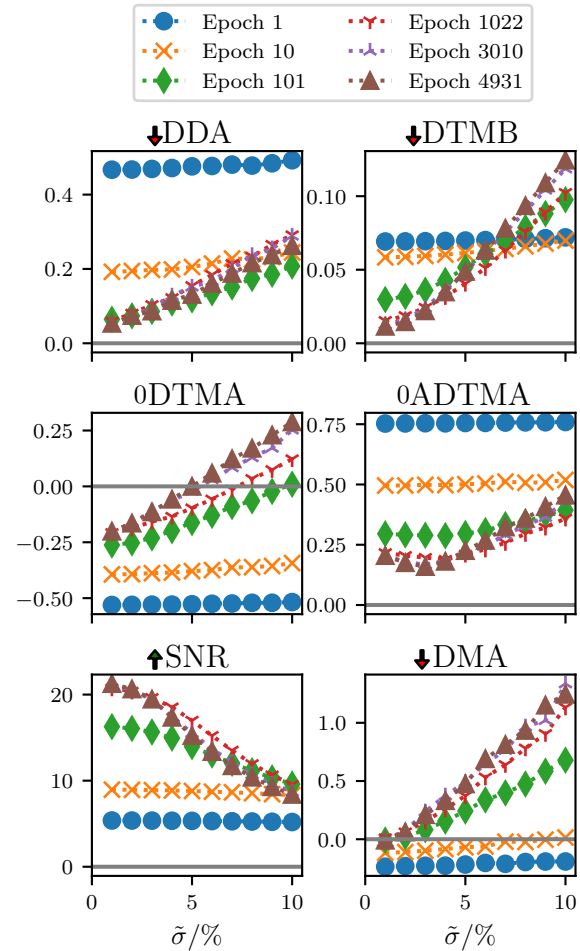 Epoch 1 Epoch 1022
Epoch 10 Epoch 3010
Epoch 101 Epoch 4931
DDA DTMB
0.4
0.2
0.0
0.10
0.05
0.00
0DTMA 0ADTMA
0.25
0.00
−0.25
−0.50
0.75
0.50
0.25
0.00
SNR DMA
20
10
0
1.0
0.5
0.0
0 5 10 0 5 10
σ̃/% σ̃/%